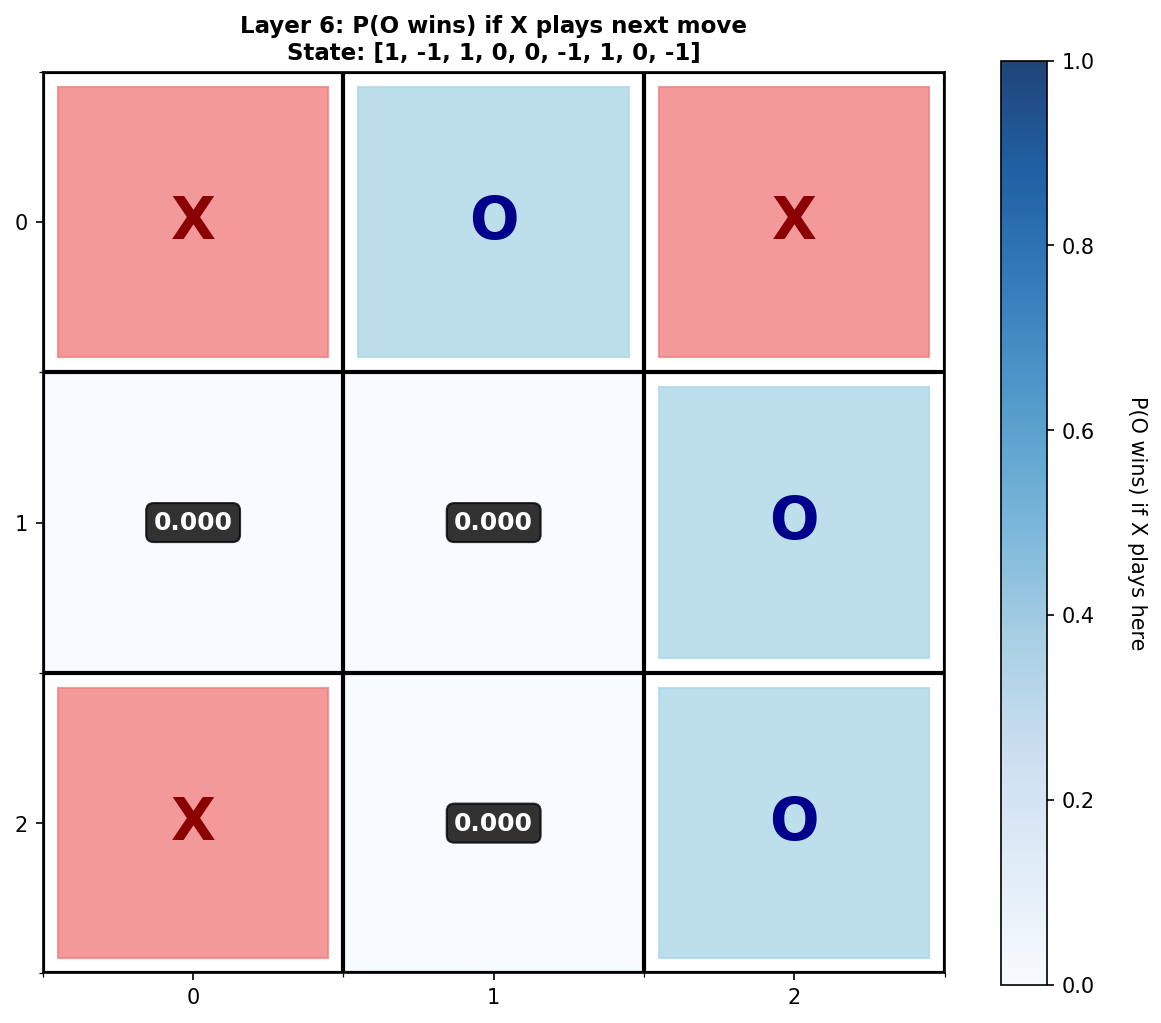 Layer 6: P(O wins) if X plays next move
State: [1, -1, 1, 0, 0, -1, 1, 0, -1]
X O X
0
0.000 0.000 O
1
X 0.000 O
2
0 1 2
1.0
0.8
0.6
0.4
0.2
0.0
P(O wins) if X plays here